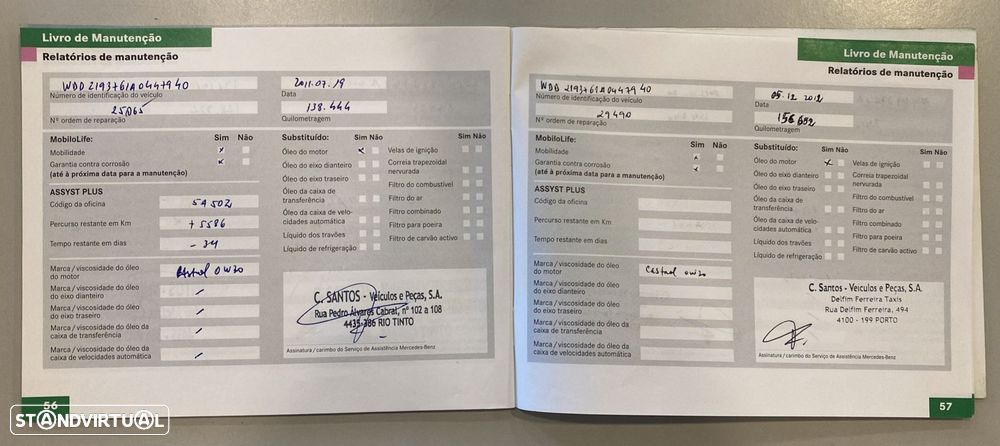 Livro de Manutenção
Relatórios de manutenção
WDD2193761A044740
Número de identificação do veículo
2011.07.19
Data
25065
Nº ordem de reparação
138.444
Quilometragem
MobiloLife: Sim Não
Mobilidade x
Garantia contra corrosão x
(até à próxima data para a manutenção)
ASSYST PLUS
Código da oficina 54502
Percurso restante em Km +5586
Tempo restante em dias -34
Marca / viscosidade do óleo
do motor Castrol 0W30
Marca / viscosidade do óleo
do eixo dianteiro
Marca / viscosidade do óleo
do eixo traseiro
Marca / viscosidade do óleo da
caixa de transferência
Marca / viscosidade do óleo da
caixa de velocidades automática
Substituído: Sim Não
Óleo do motor x
Óleo do eixo dianteiro
Óleo do eixo traseiro
Óleo da caixa de
transferência
Óleo da caixa de velo-
cidades automática
Líquido dos travões
Líquido de refrigeração
Sim Não
Velas de ignição
Correia trapezoidal
nervurada
Filtro do combustível
Filtro do ar
Filtro combinado
Filtro para poeira
Filtro de carvão activo
C. SANTOS - Veículos e Peças, S.A.
Rua Pedro Álvares Cabral, nº 102 a 108
4435-386 RIO TINTO
Assinatura / carimbo do Serviço de Assistência Mercedes-Benz
56
Livro de Manutenção
Relatórios de manutenção
WDD2193761A044740
Número de identificação do veículo
05.12.2012
Data
29490
Nº ordem de reparação
156602
Quilometragem
MobiloLife: Sim Não
Mobilidade x
Garantia contra corrosão x
(até à próxima data para a manutenção)
ASSYST PLUS
Código da oficina
Percurso restante em Km
Tempo restante em dias
Marca / viscosidade do óleo
do motor Castrol 0W30
Marca / viscosidade do óleo
do eixo dianteiro
Marca / viscosidade do óleo
do eixo traseiro
Marca / viscosidade do óleo da
caixa de transferência
Marca / viscosidade do óleo da
caixa de velocidades automática
Substituído: Sim Não
Óleo do motor x
Óleo do eixo dianteiro
Óleo do eixo traseiro
Óleo da caixa de
transferência
Óleo da caixa de velo-
cidades automática
Líquido dos travões
Líquido de refrigeração
Sim Não
Velas de ignição
Correia trapezoidal
nervurada
Filtro do combustível
Filtro do ar
Filtro combinado
Filtro para poeira
Filtro de carvão activo
C. SANTOS - Veículos e Peças, S.A.
Delfim Ferreira Taxis
Rua Delfim Ferreira, 494
4100 - 199 PORTO
Assinatura / carimbo do Serviço de Assistência Mercedes-Benz
57
STANDVIRTUAL